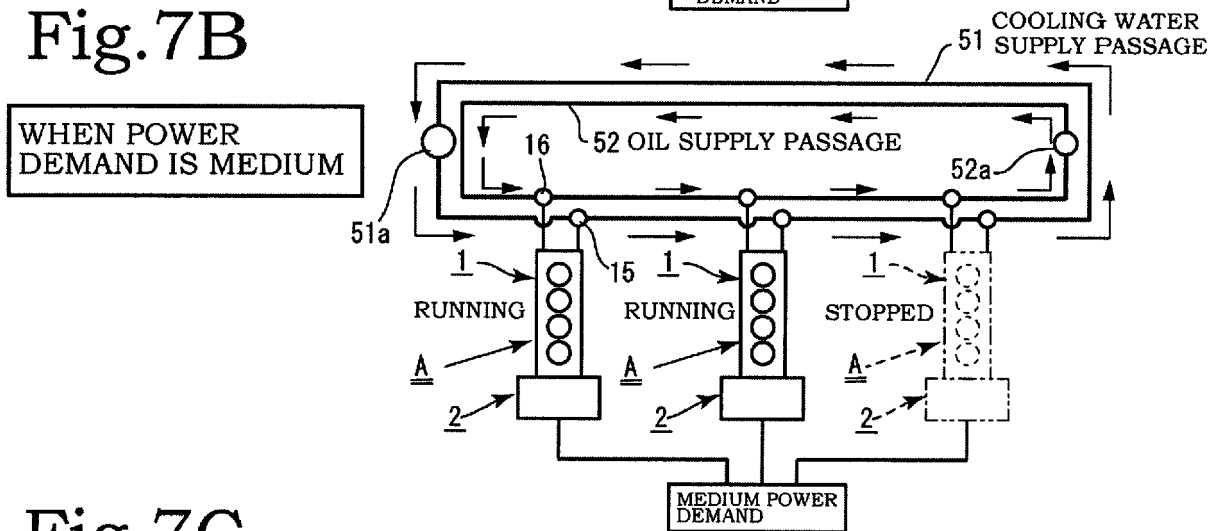 DEMAND
Fig.7B
COOLING WATER
SUPPLY PASSAGE
51
WHEN POWER
DEMAND IS MEDIUM
52 OIL SUPPLY PASSAGE
16
52a
51a
15
1
1
1
RUNNING
RUNNING
STOPPED
A
A
A
2
2
2
MEDIUM POWER
DEMAND
Fig.7C